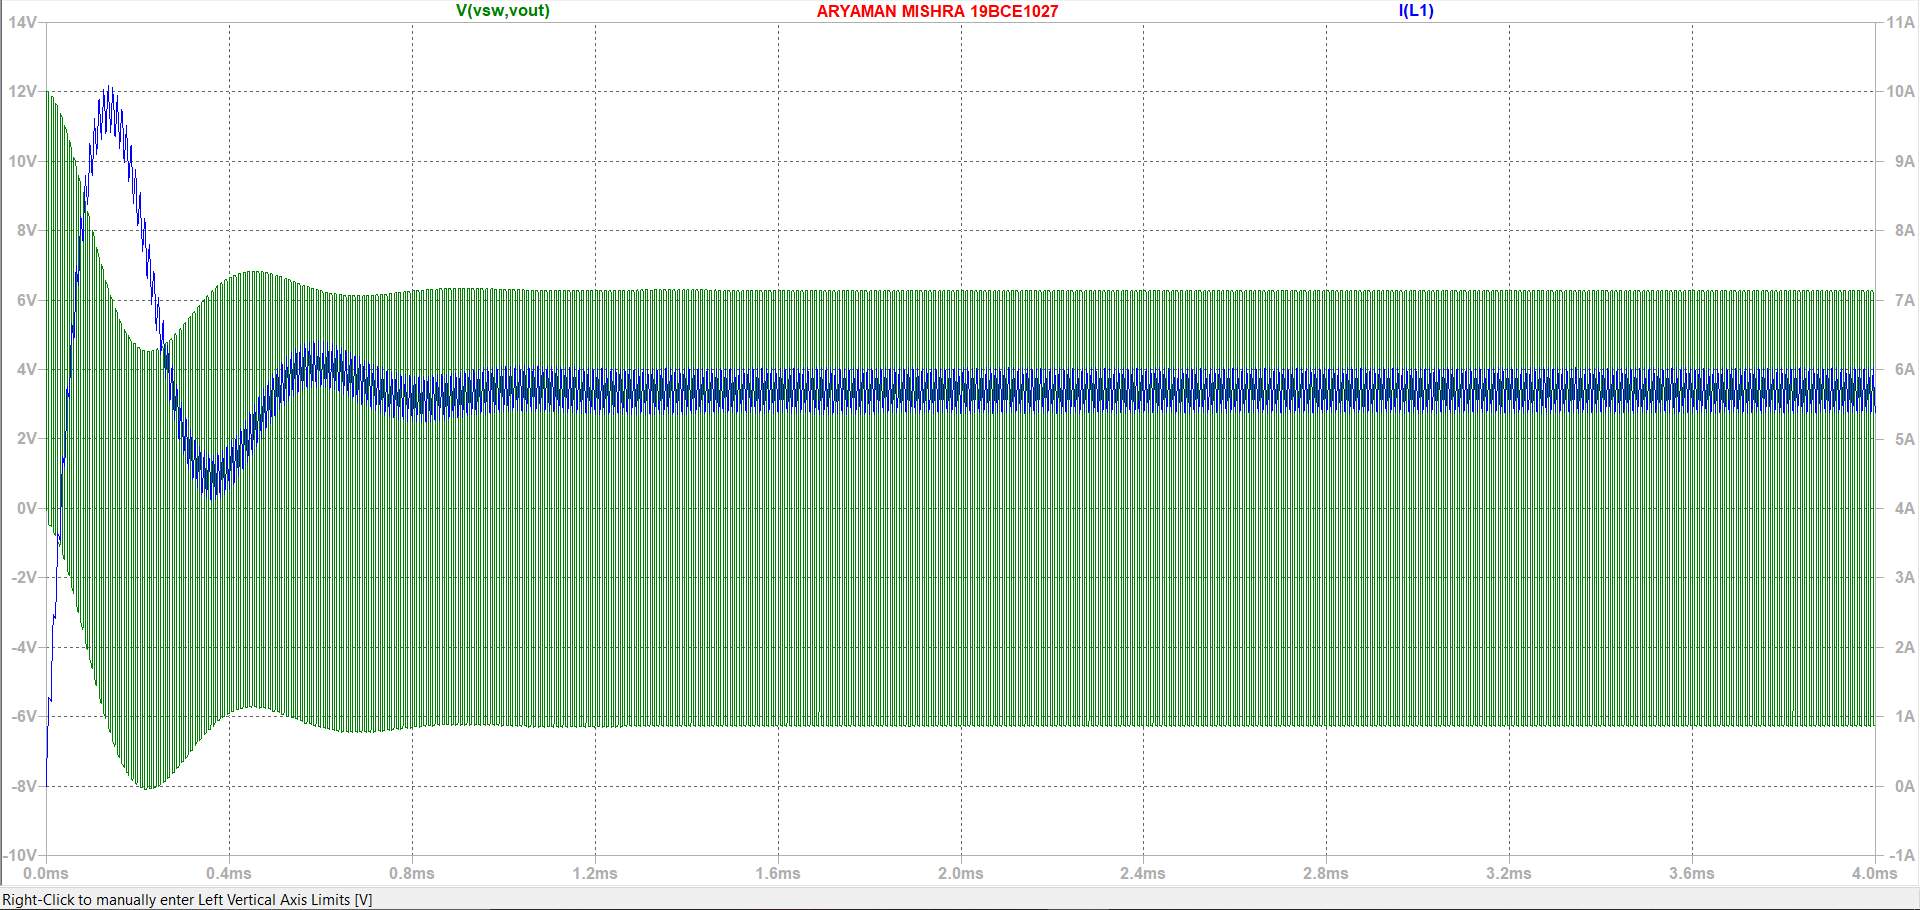 V(vsw,vout) ARYAMAN MISHRA 19BCE1027 I(L1)
14V 11A
12V 10A
10V 9A
8V 8A
6V 7A
4V 6A
2V 5A
0V 4A
-2V 3A
-4V 2A
-6V 1A
-8V 0A
-10V -1A
0.0ms 0.4ms 0.8ms 1.2ms 1.6ms 2.0ms 2.4ms 2.8ms 3.2ms 3.6ms 4.0ms
Right-Click to manually enter Left Vertical Axis Limits [V]